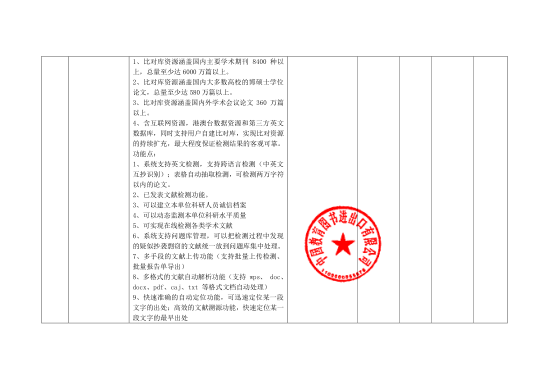 1、比对库资源涵盖国内主要学术期刊 8400 种以
上，总量至少达 6000 万篇以上。
2、比对库资源涵盖国内大多数高校的博硕士学位
论文，总量至少达 580 万篇以上。
3、比对库资源涵盖国内外学术会议论文 360 万篇
以上。
4、含互联网资源，港澳台数据资源和第三方英文
数据库，同时支持用户自建比对库，实现比对资源
的持续扩充，最大程度保证检测结果的客观可靠。
功能点：
1、系统支持英文检测，支持跨语言检测（中英文
互抄识别）；表格自动抽取检测，可检测两万字符
以内的论文。
2、已发表文献检测功能。
3、可以建立本单位科研人员诚信档案
4、可以动态监测本单位科研水平质量
5、可实现在线检测各类学术文献
6、系统支持问题库管理。可以把检测过程中发现
的疑似抄袭剽窃的文献统一放到问题库集中处理。
7、多手段的文献上传功能（支持批量上传检测、
批量报告单导出）
8、多格式的文献自动解析功能（支持 wps、 doc、
docx、pdf、caj、txt 等格式文档自动处理）
9、快速准确的自动定位功能，可迅速定位某一段
文字的出处；高效的文献溯源功能，快速定位某一
段文字的最早出处
中国教育图书进出口有限公司